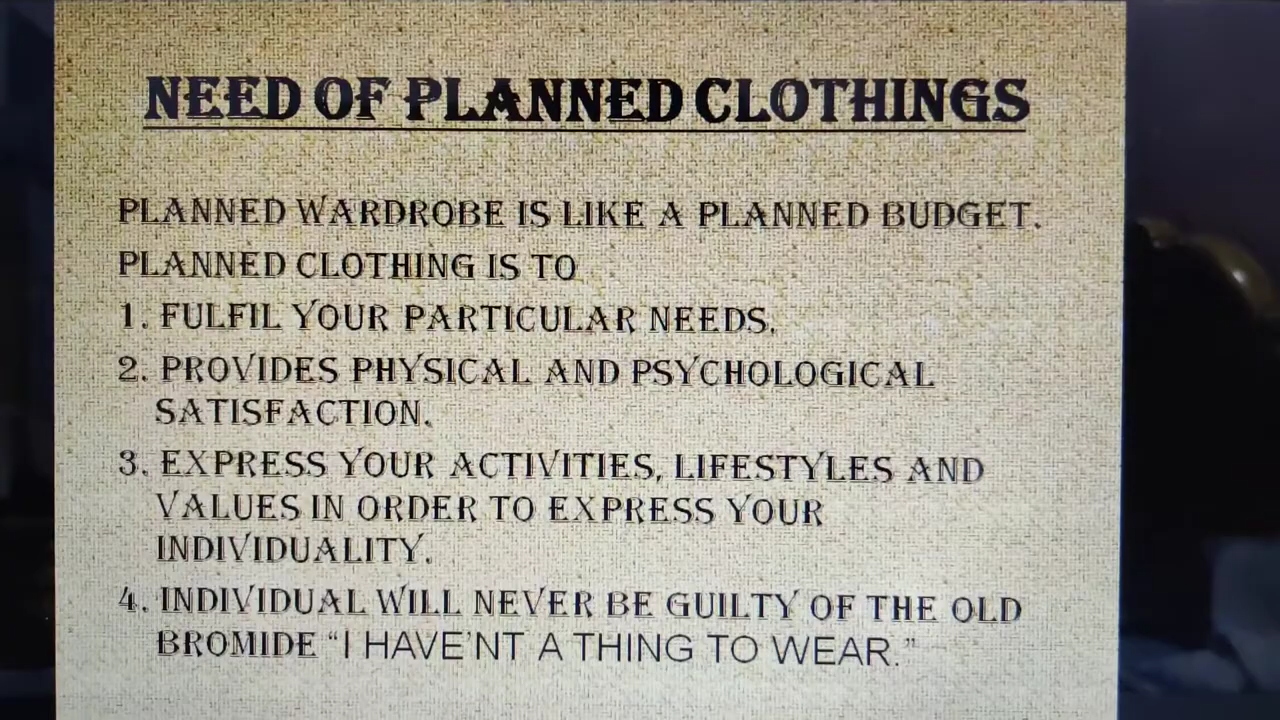 NEED OF PLANNED CLOTHINGS
PLANNED WARDROBE IS LIKE A PLANNED BUDGET.
PLANNED CLOTHING IS TO
1. FULFIL YOUR PARTICULAR NEEDS.
2. PROVIDES PHYSICAL AND PSYCHOLOGICAL
SATISFACTION.
3. EXPRESS YOUR ACTIVITIES, LIFESTYLES AND
VALUES IN ORDER TO EXPRESS YOUR
INDIVIDUALITY.
4. INDIVIDUAL WILL NEVER BE GUILTY OF THE OLD
BROMIDE “I HAVE’NT A THING TO WEAR.”